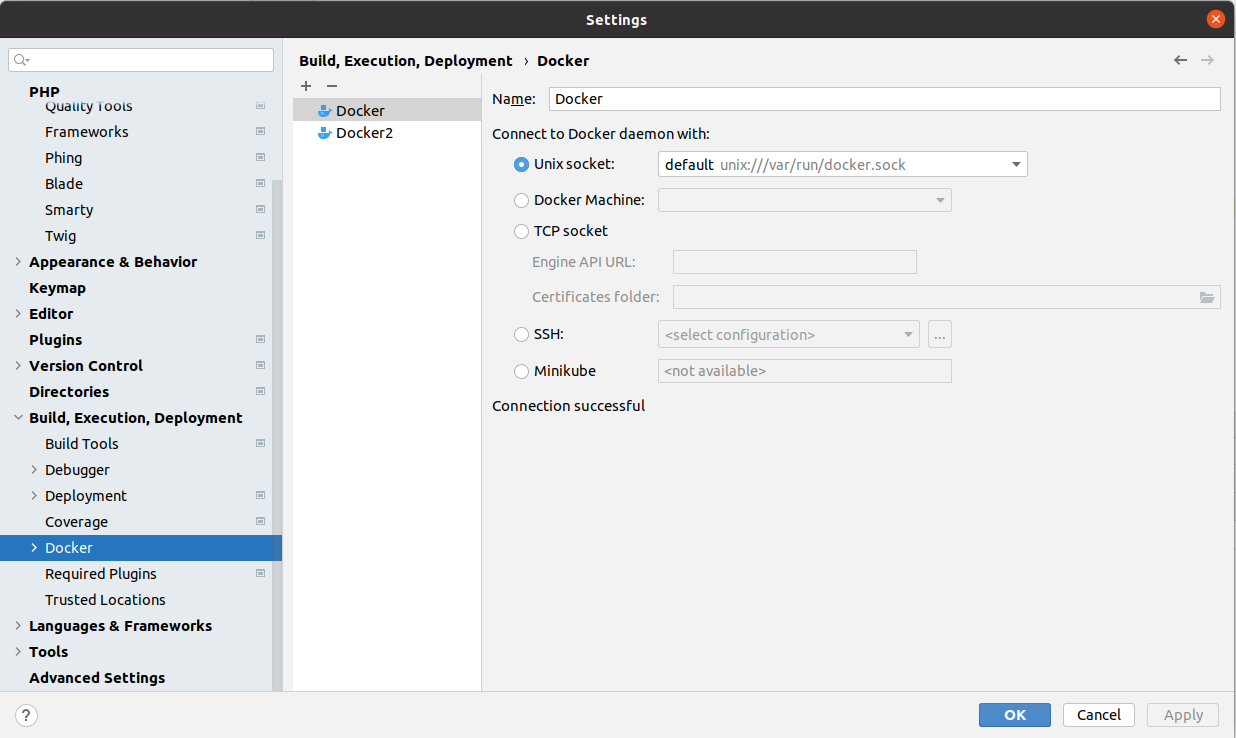 Settings
PHP
Quality Tools
Frameworks
Phing
Blade
Smarty
Twig
Appearance & Behavior
Keymap
Editor
Plugins
Version Control
Directories
Build, Execution, Deployment
Build Tools
Debugger
Deployment
Coverage
Docker
Required Plugins
Trusted Locations
Languages & Frameworks
Tools
Advanced Settings
Build, Execution, Deployment › Docker
Docker
Docker2
Name: Docker
Connect to Docker daemon with:
Unix socket: default unix:///var/run/docker.sock
Docker Machine:
TCP socket
Engine API URL:
Certificates folder:
SSH: <select configuration> ...
Minikube <not available>
Connection successful
? OK Cancel Apply